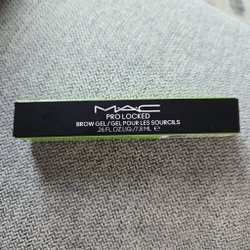 MAC
PRO LOCKED
BROW GEL / GEL POUR LES SOURCILS
.26 FL.OZ.LIQ./7.8 ML ℮